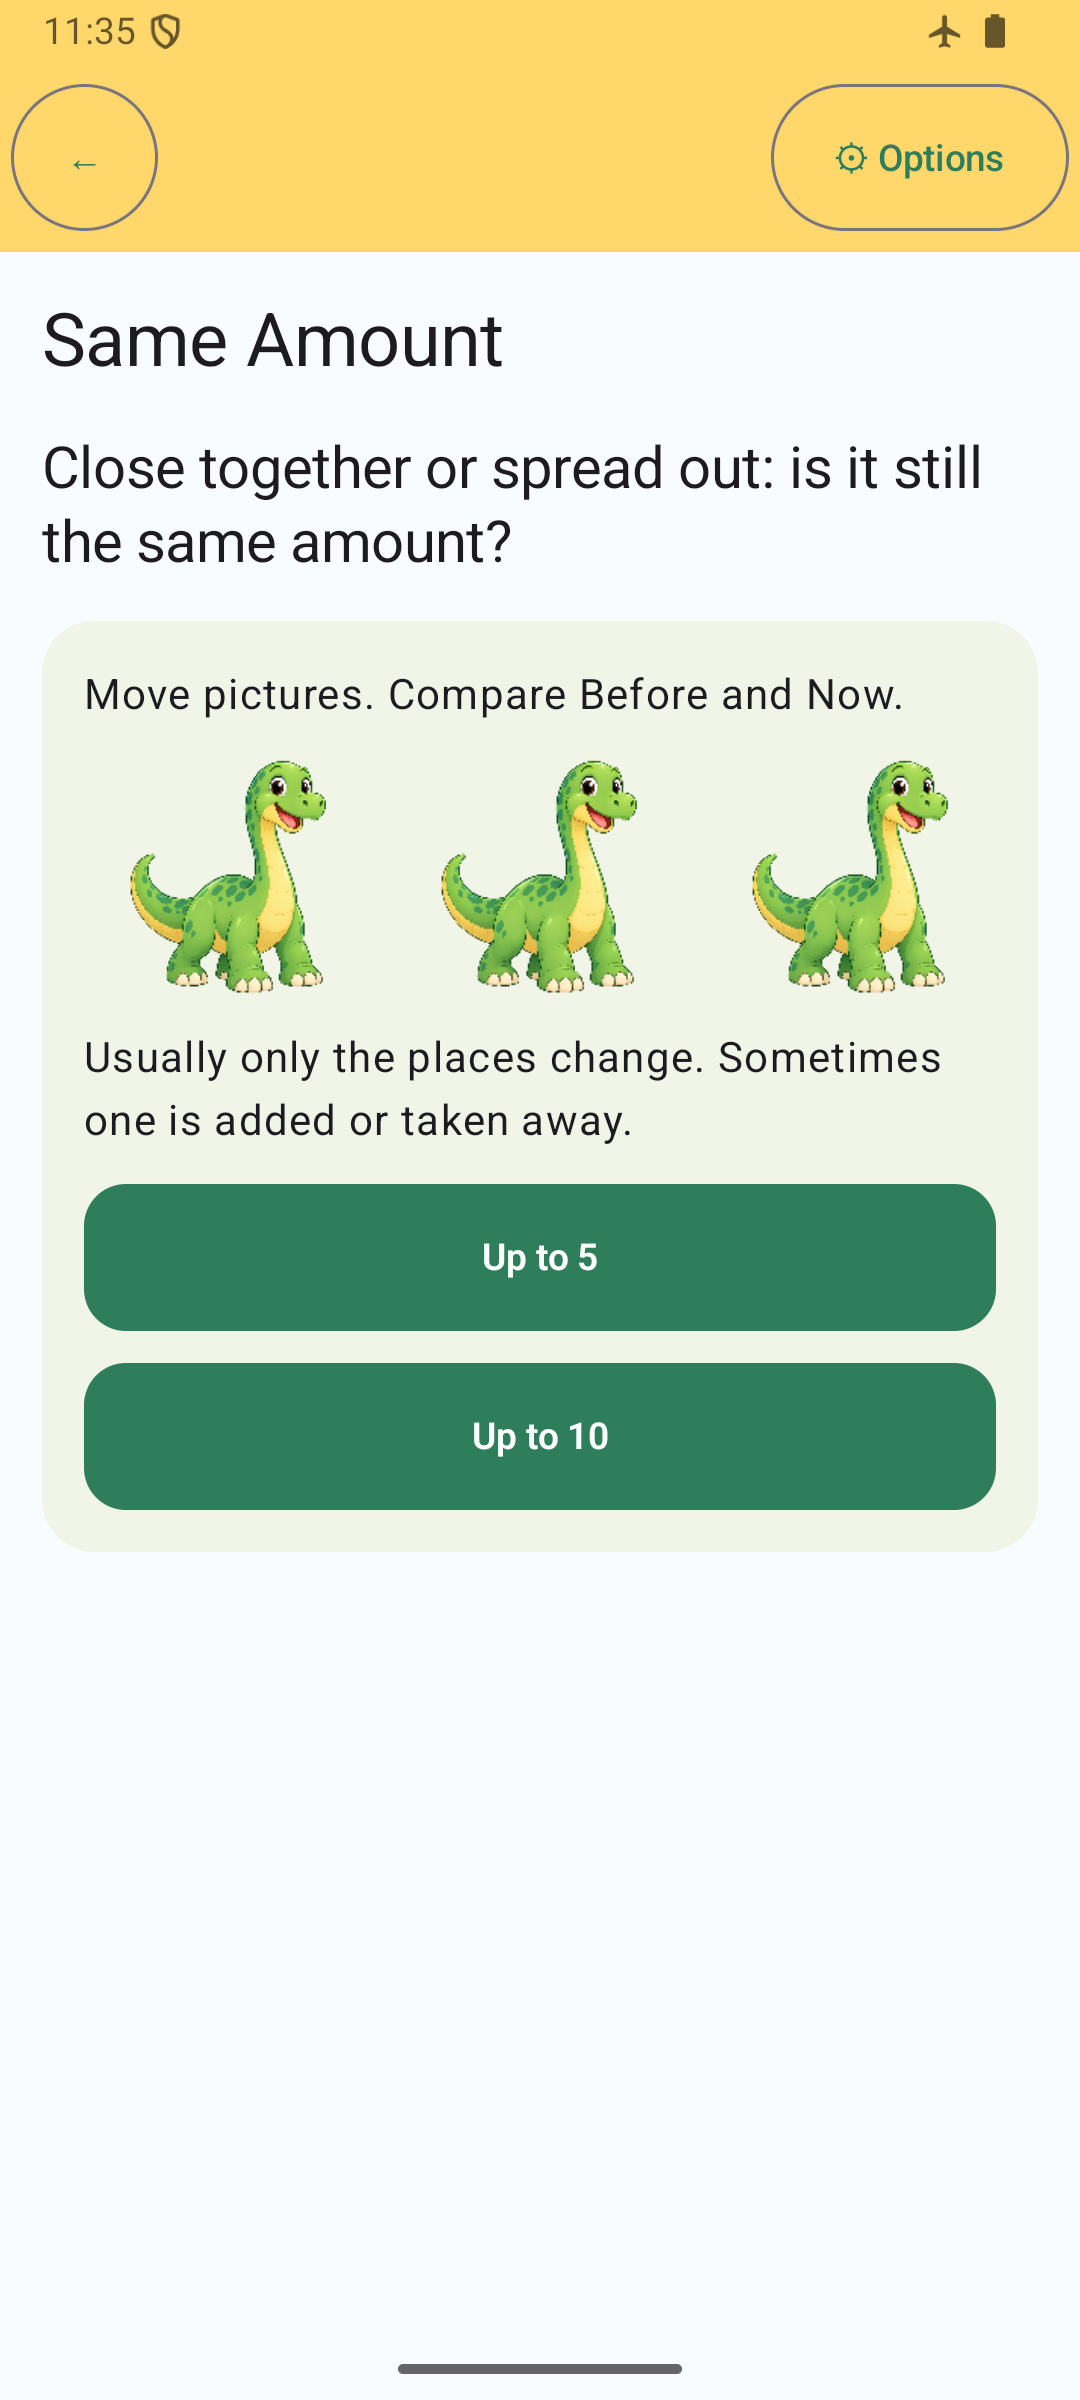 11:35
←
Options
Same Amount
Close together or spread out: is it still
the same amount?
Move pictures. Compare Before and Now.
Usually only the places change. Sometimes
one is added or taken away.
Up to 5
Up to 10